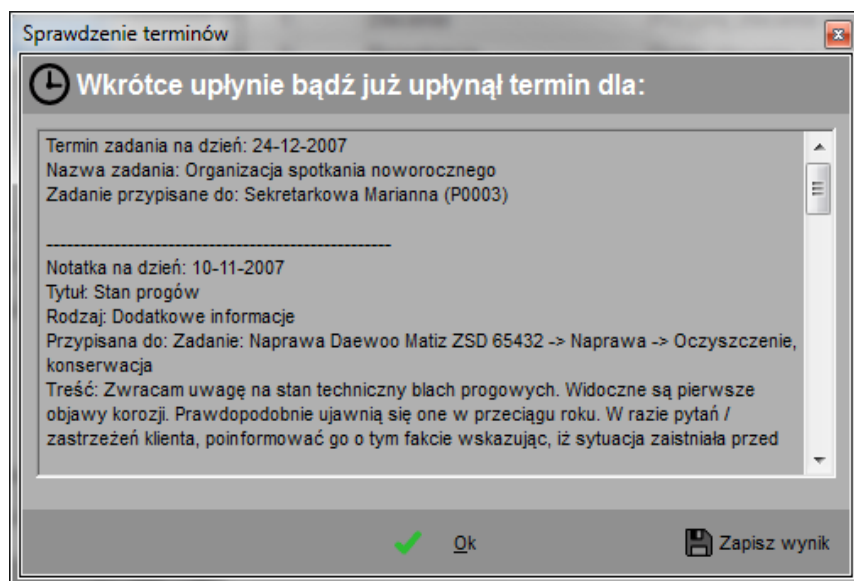 Sprawdzenie terminów
Wkrótce upłynie bądź już upłynął termin dla:
Termin zadania na dzień: 24-12-2007
Nazwa zadania: Organizacja spotkania noworocznego
Zadanie przypisane do: Sekretarkowa Marianna (P0003)
---------------------------------------------------
Notatka na dzień: 10-11-2007
Tytuł: Stan progów
Rodzaj: Dodatkowe informacje
Przypisana do: Zadanie: Naprawa Daewoo Matiz ZSD 65432 -> Naprawa -> Oczyszczenie,
konserwacja
Treść: Zwracam uwagę na stan techniczny blach progowych. Widoczne są pierwsze
objawy korozji. Prawdopodobnie ujawnią się one w przeciągu roku. W razie pytań /
zastrzeżeń klienta, poinformować go o tym fakcie wskazując, iż sytuacja zaistniała przed
Ok
Zapisz wynik